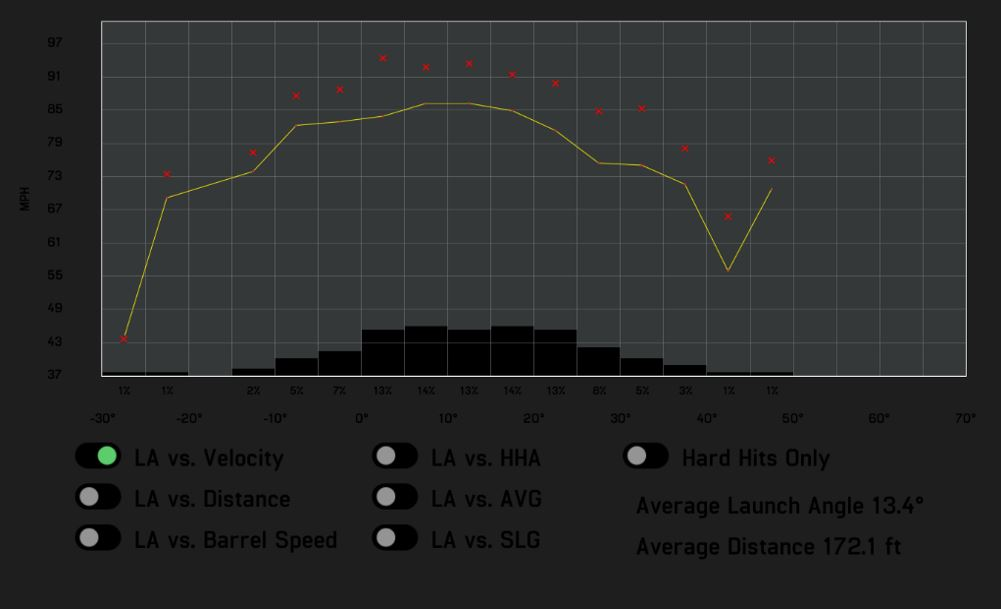 97
91
85
79
73
MPH
67
61
55
49
43
37
1% 1% 2% 5% 7% 13% 14% 13% 14% 13% 8% 5% 3% 1% 1%
-30° -20° -10° 0° 10° 20° 30° 40° 50° 60° 70°
LA vs. Velocity LA vs. HHA Hard Hits Only
LA vs. Distance LA vs. AVG Average Launch Angle 13.4°
LA vs. Barrel Speed LA vs. SLG Average Distance 172.1 ft